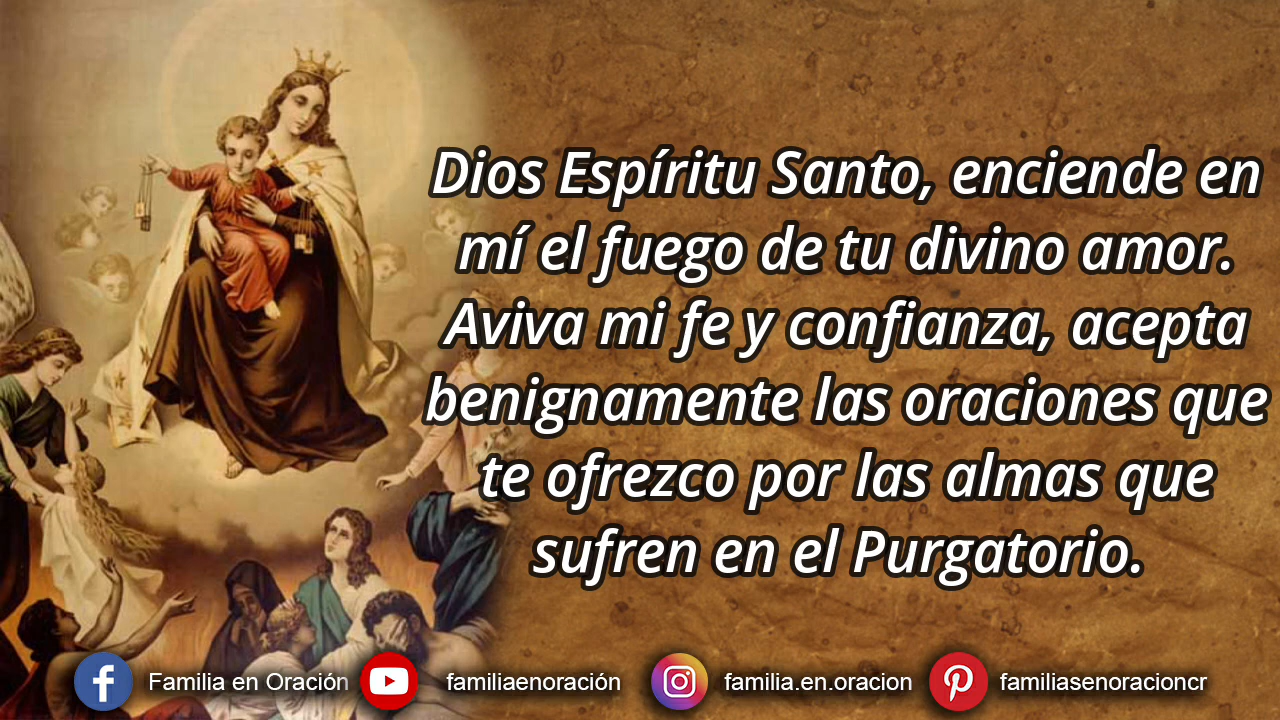 Dios Espíritu Santo, enciende en
mí el fuego de tu divino amor.
Aviva mi fe y confianza, acepta
benignamente las oraciones que
te ofrezco por las almas que
sufren en el Purgatorio.
Familia en Oración familiaenoración familia.en.oracion familiasenoracioncr